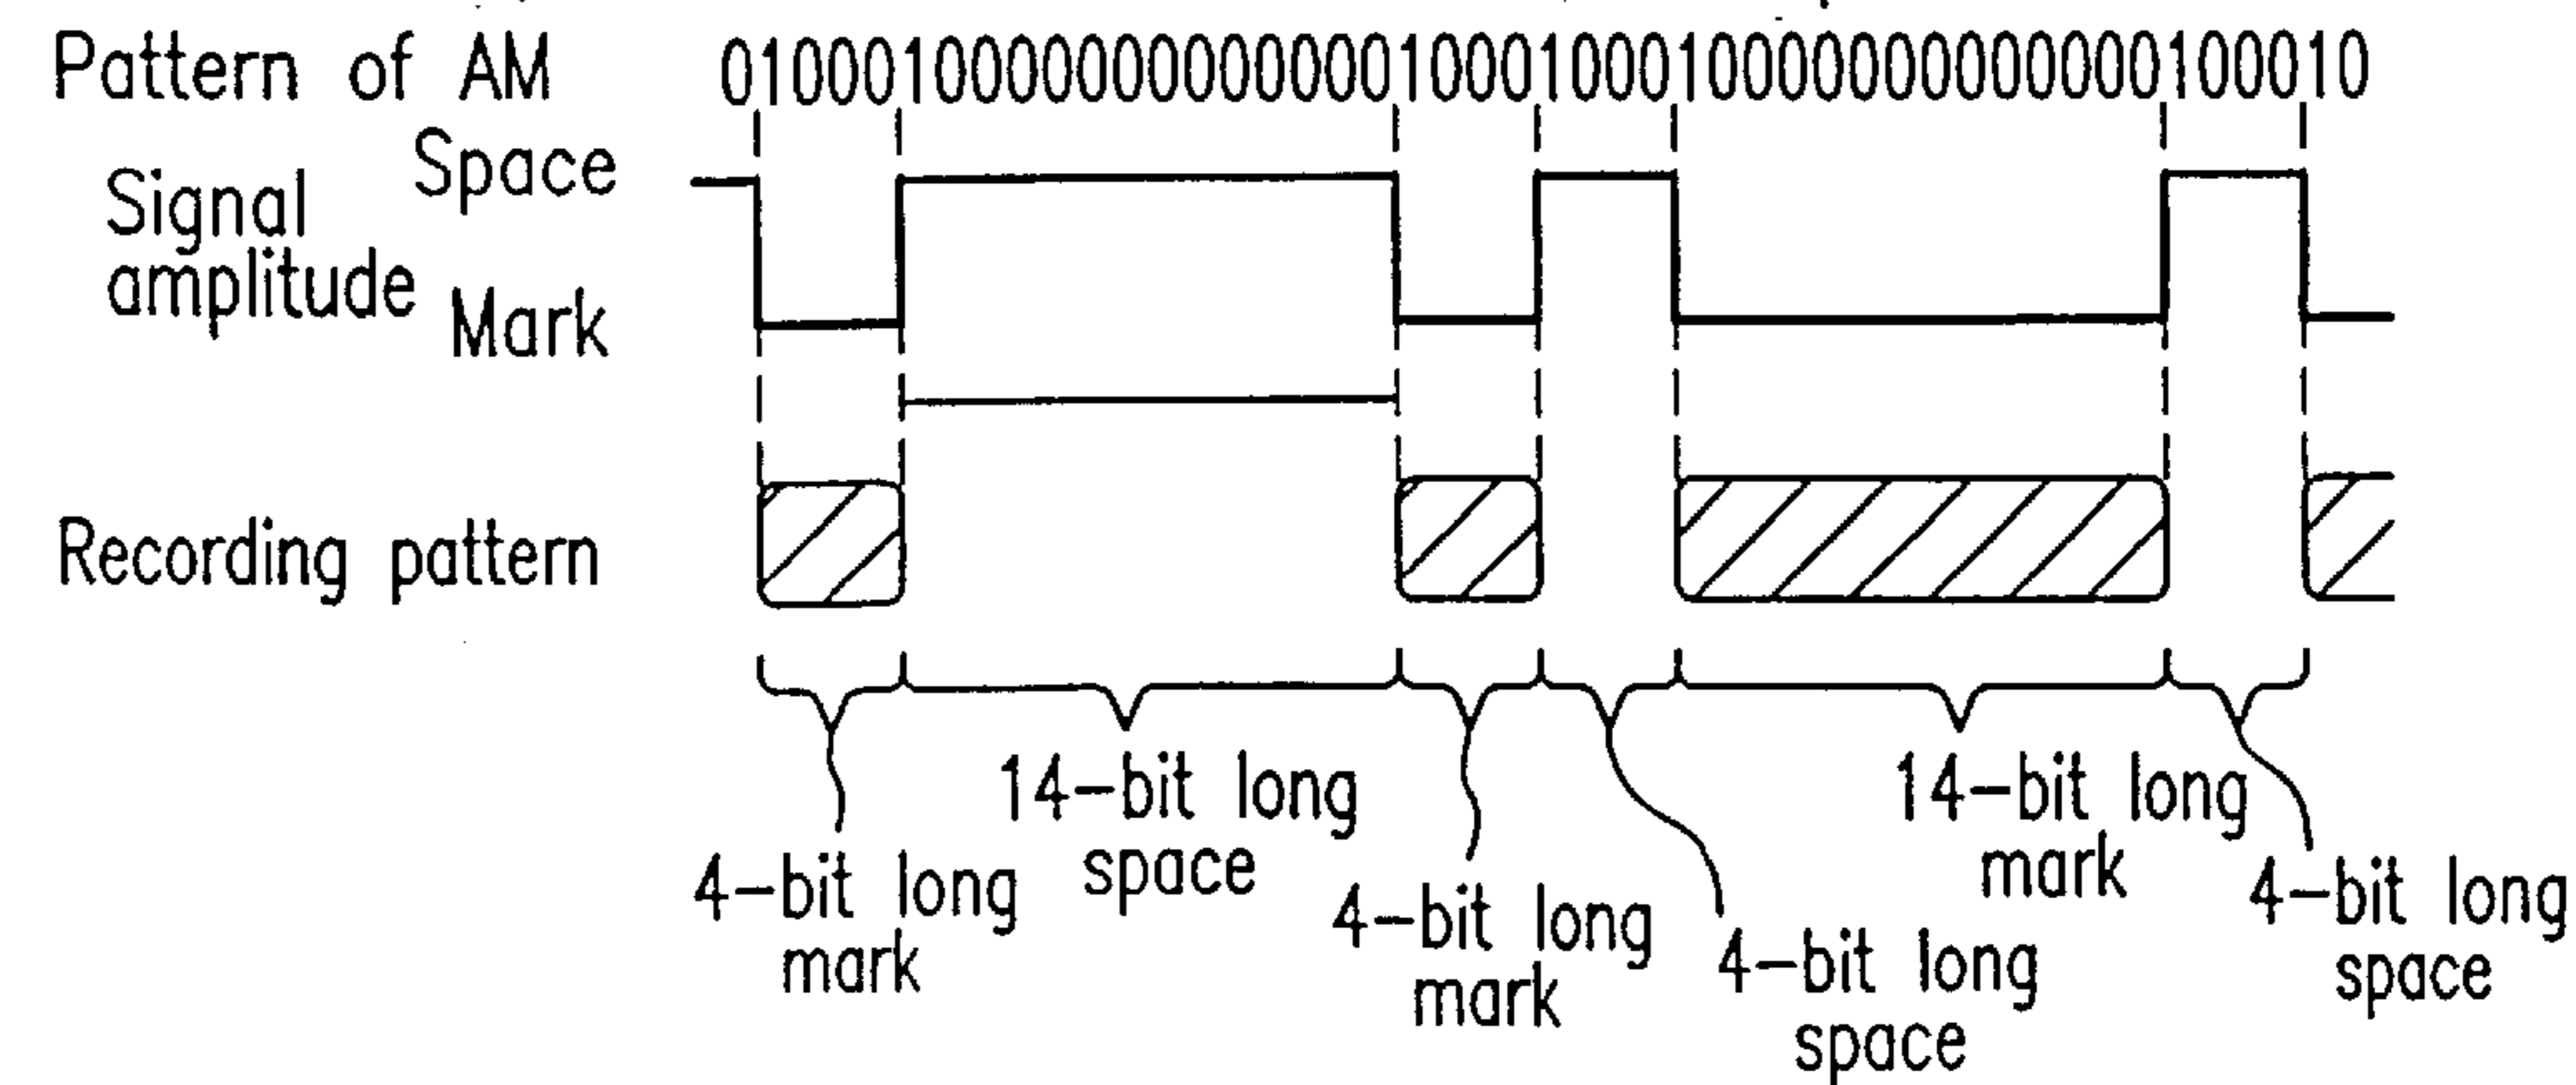 Pattern of AM 01000100000000000001000100010000000000000100010
Space
Signal
amplitude
Mark
Recording pattern
14-bit long
space
14-bit long
mark
4-bit long
mark
4-bit long
mark
4-bit long
space
4-bit long
space